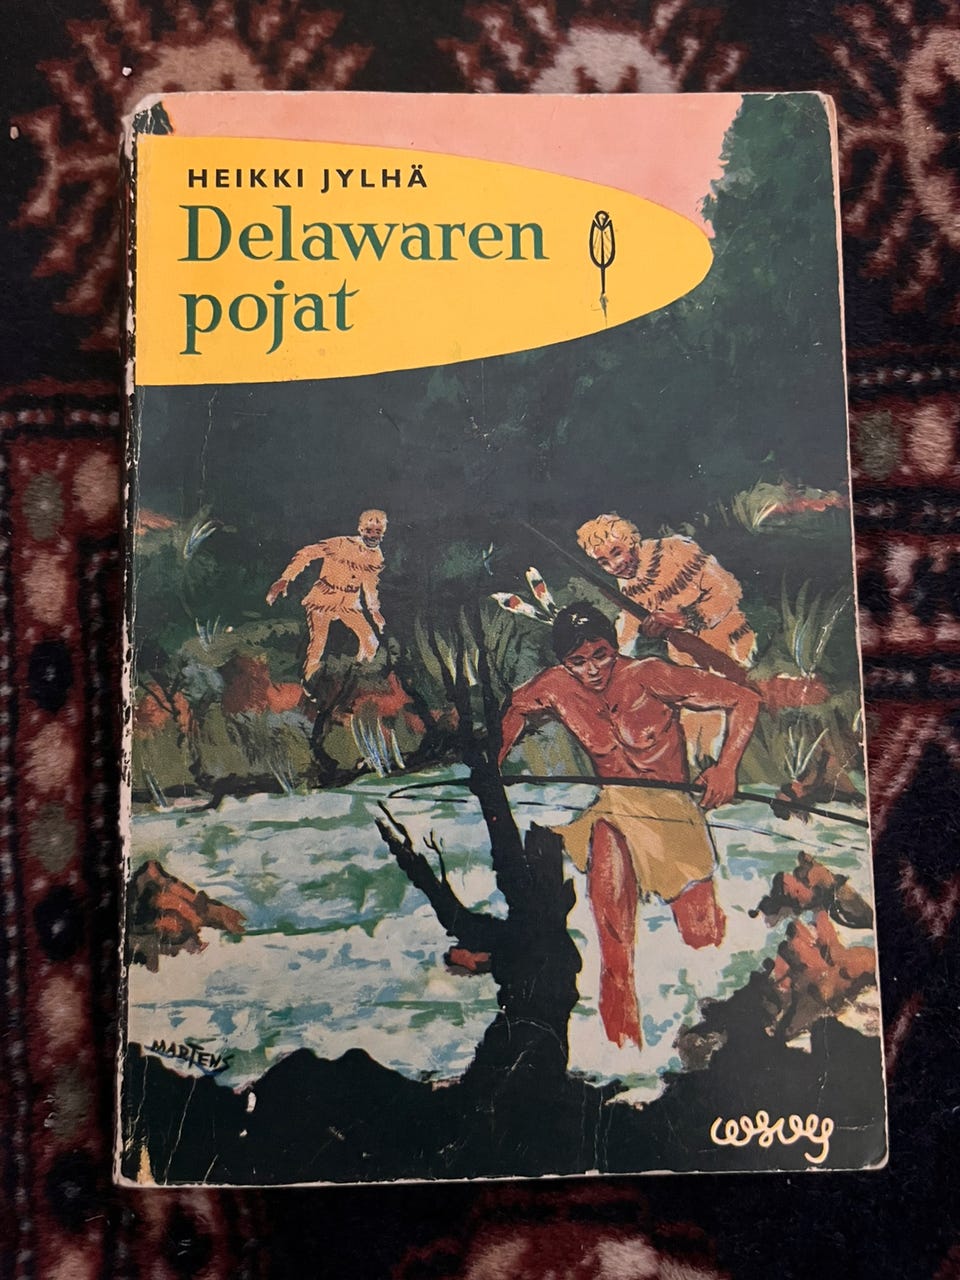 HEIKKI JYLHÄ
Delawaren
pojat
MARTENS
wsoy